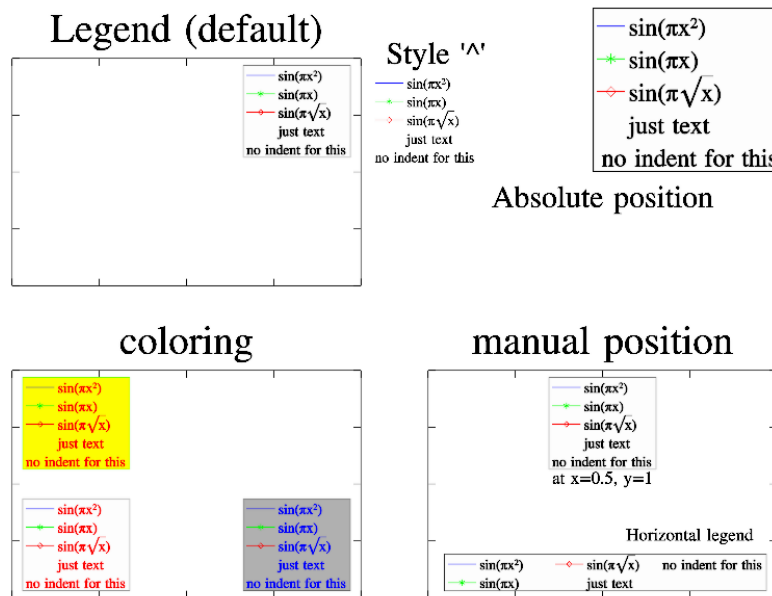 Legend (default)
sin(πx²)
sin(πx)
sin(π√x)
just text
no indent for this
Style '^'
sin(πx²)
sin(πx)
sin(π√x)
just text
no indent for this
sin(πx²)
sin(πx)
sin(π√x)
just text
no indent for this
Absolute position
coloring
sin(πx²)
sin(πx)
sin(π√x)
just text
no indent for this
sin(πx²)
sin(πx)
sin(π√x)
just text
no indent for this
sin(πx²)
sin(πx)
sin(π√x)
just text
no indent for this
manual position
sin(πx²)
sin(πx)
sin(π√x)
just text
no indent for this
at x=0.5, y=1
Horizontal legend
sin(πx²) sin(π√x) no indent for this
sin(πx) just text